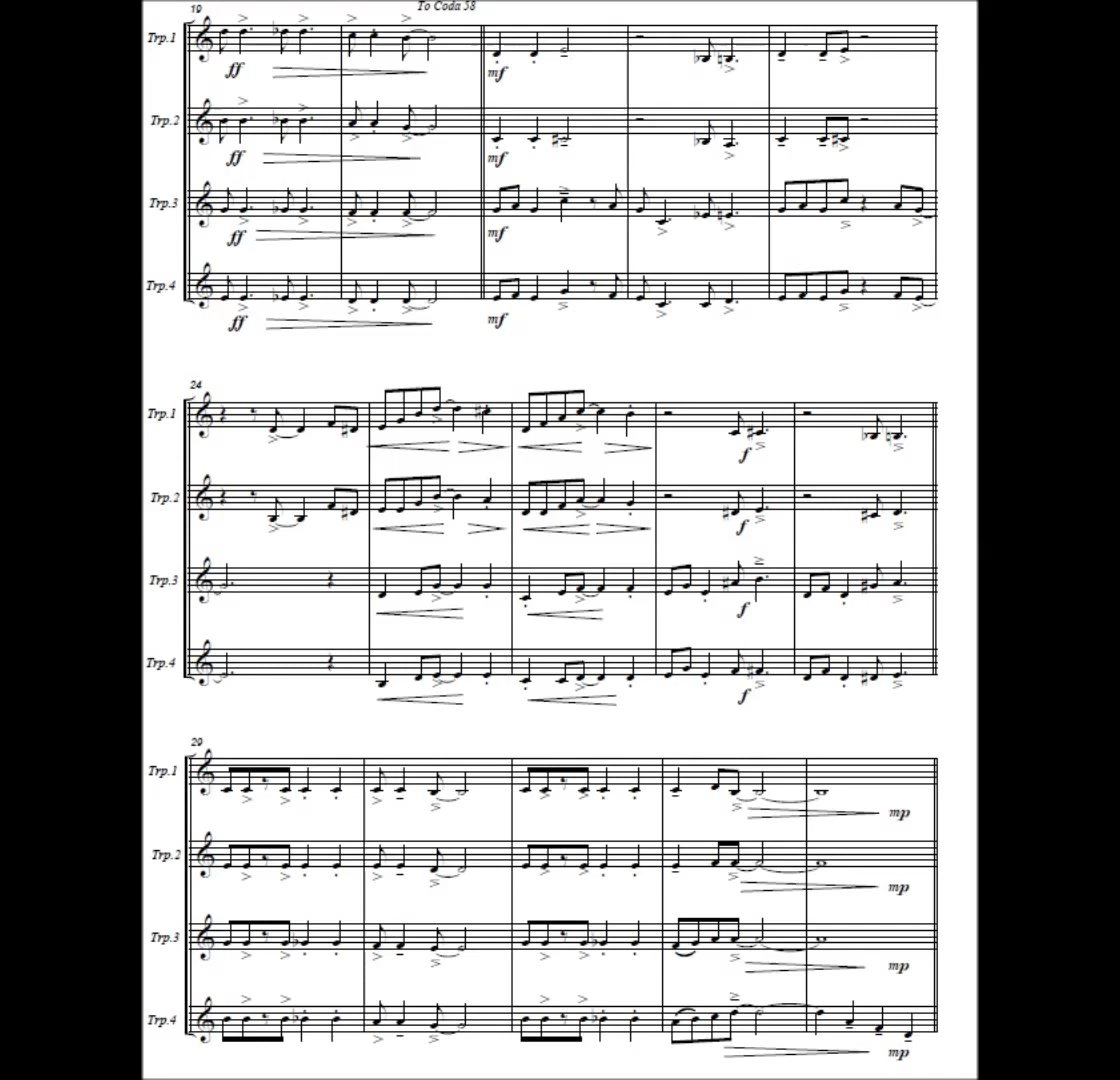 19
To Coda 58
Trp.1
ff
mf
Trp.2
ff
mf
Trp.3
ff
mf
Trp.4
ff
mf
24
Trp.1
f
Trp.2
f
Trp.3
f
Trp.4
f
29
Trp.1
mp
Trp.2
mp
Trp.3
mp
Trp.4
mp